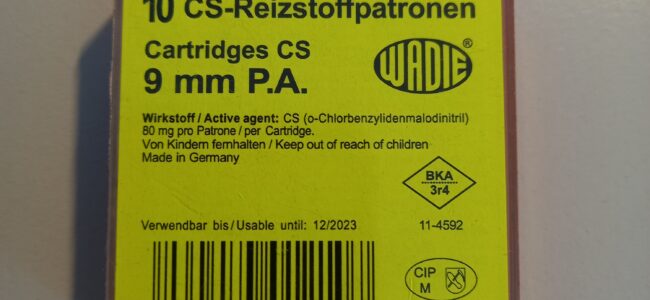 10 CS-Reizstoffpatronen
Cartridges CS
9 mm P.A.
WADIE®
Wirkstoff / Active agent: CS (o-Chlorbenzylidenmalodinitril)
80 mg pro Patrone / per Cartridge.
Von Kindern fernhalten / Keep out of reach of children
Made in Germany
BKA
3r4
Verwendbar bis / Usable until: 12/2023
11-4592
CIP
M